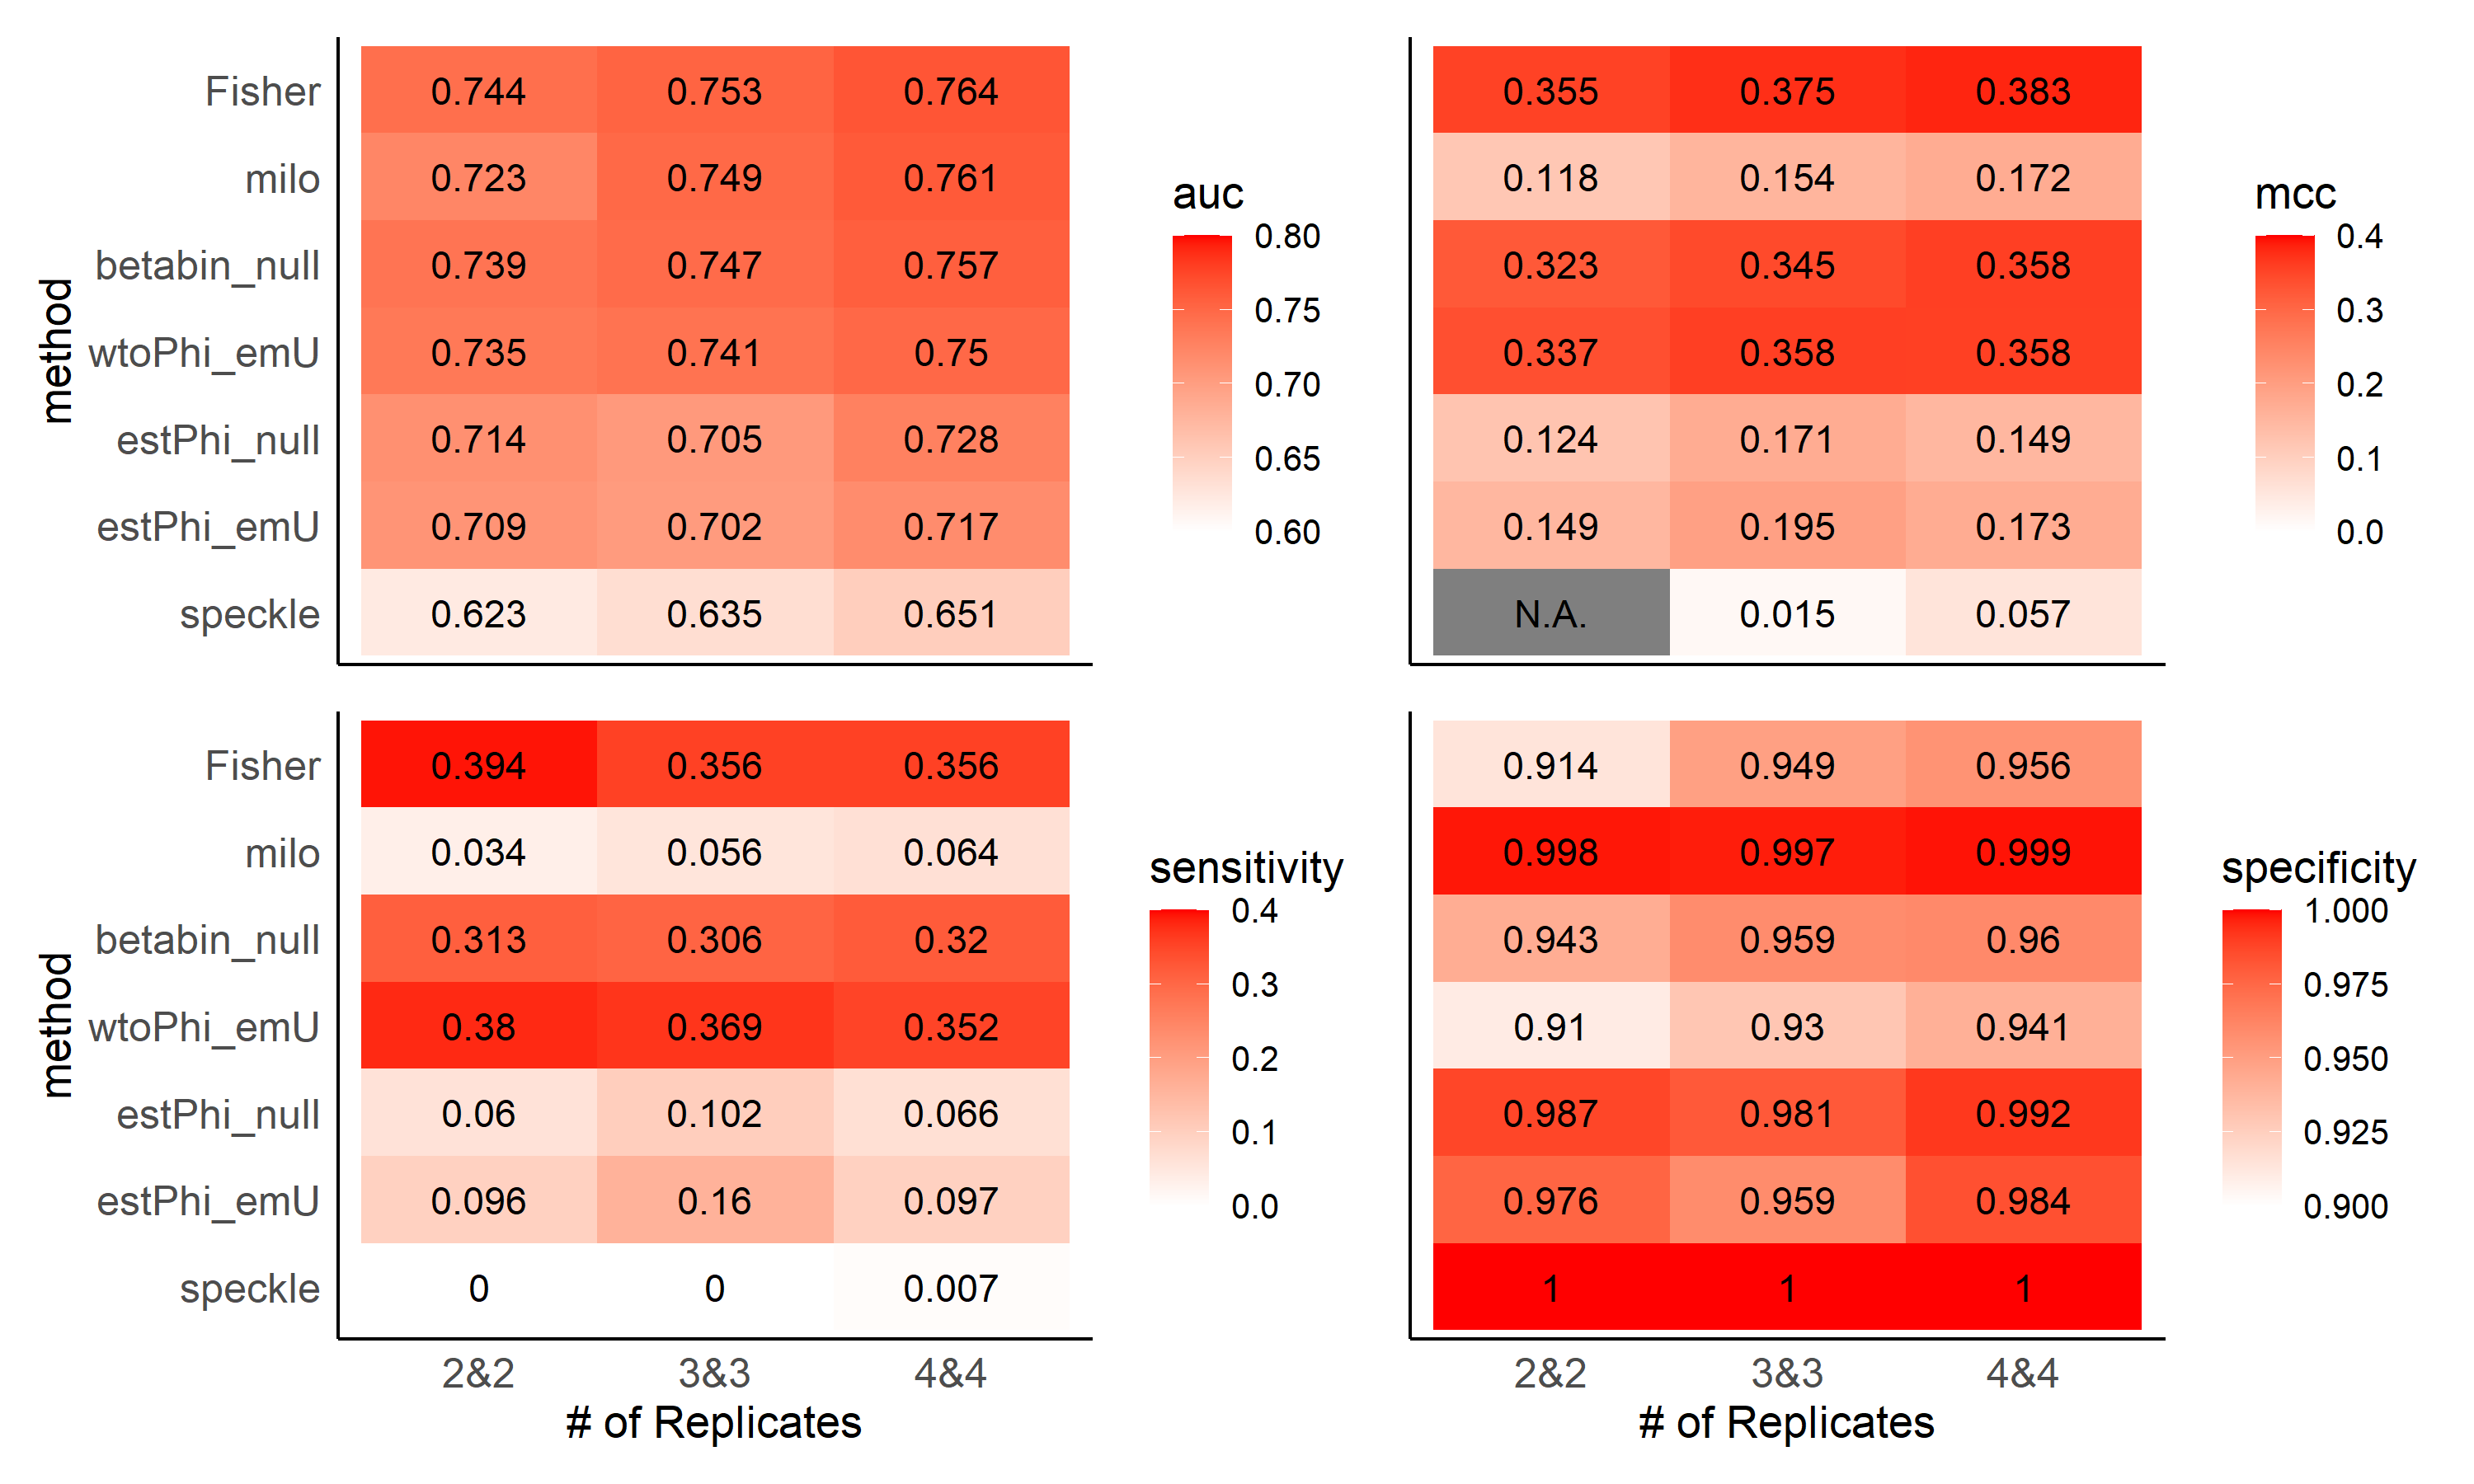 Fisher 0.744 0.753 0.764
milo 0.723 0.749 0.761
betabin_null 0.739 0.747 0.757
wtoPhi_emU 0.735 0.741 0.75
estPhi_null 0.714 0.705 0.728
estPhi_emU 0.709 0.702 0.717
speckle 0.623 0.635 0.651
method
auc
0.80
0.75
0.70
0.65
0.60
0.355 0.375 0.383
0.118 0.154 0.172
0.323 0.345 0.358
0.337 0.358 0.358
0.124 0.171 0.149
0.149 0.195 0.173
N.A. 0.015 0.057
mcc
0.4
0.3
0.2
0.1
0.0
Fisher 0.394 0.356 0.356
milo 0.034 0.056 0.064
betabin_null 0.313 0.306 0.32
wtoPhi_emU 0.38 0.369 0.352
estPhi_null 0.06 0.102 0.066
estPhi_emU 0.096 0.16 0.097
speckle 0 0 0.007
method
2&2 3&3 4&4
# of Replicates
sensitivity
0.4
0.3
0.2
0.1
0.0
0.914 0.949 0.956
0.998 0.997 0.999
0.943 0.959 0.96
0.91 0.93 0.941
0.987 0.981 0.992
0.976 0.959 0.984
1 1 1
2&2 3&3 4&4
# of Replicates
specificity
1.000
0.975
0.950
0.925
0.900